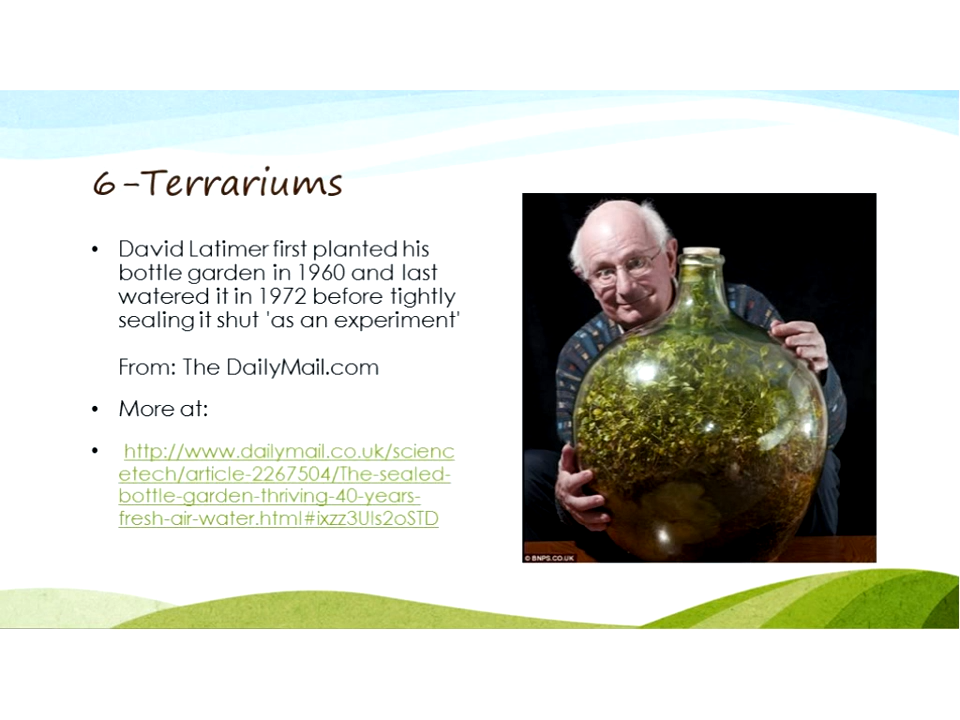 6-Terrariums
• David Latimer first planted his
bottle garden in 1960 and last
watered it in 1972 before tightly
sealing it shut 'as an experiment'
From: The DailyMail.com
• More at:
• http://www.dailymail.co.uk/scienc
etech/article-2267504/The-sealed-
bottle-garden-thriving-40-years-
fresh-air-water.html#ixzz3Uls2oSTD
© BNPS.CO.UK